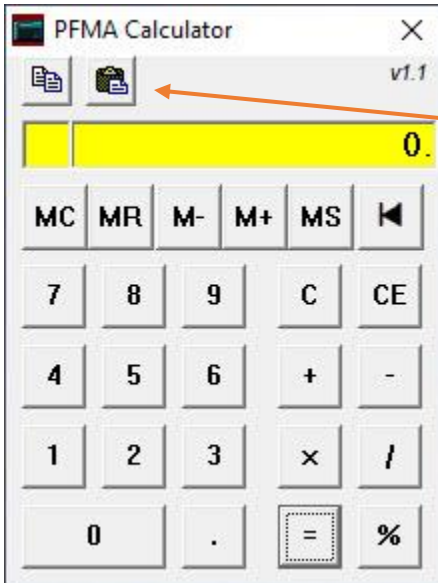 PFMA Calculator
v1.1
0.
MC MR M- M+ MS
7 8 9 C CE
4 5 6 + -
1 2 3 × /
0 . = %